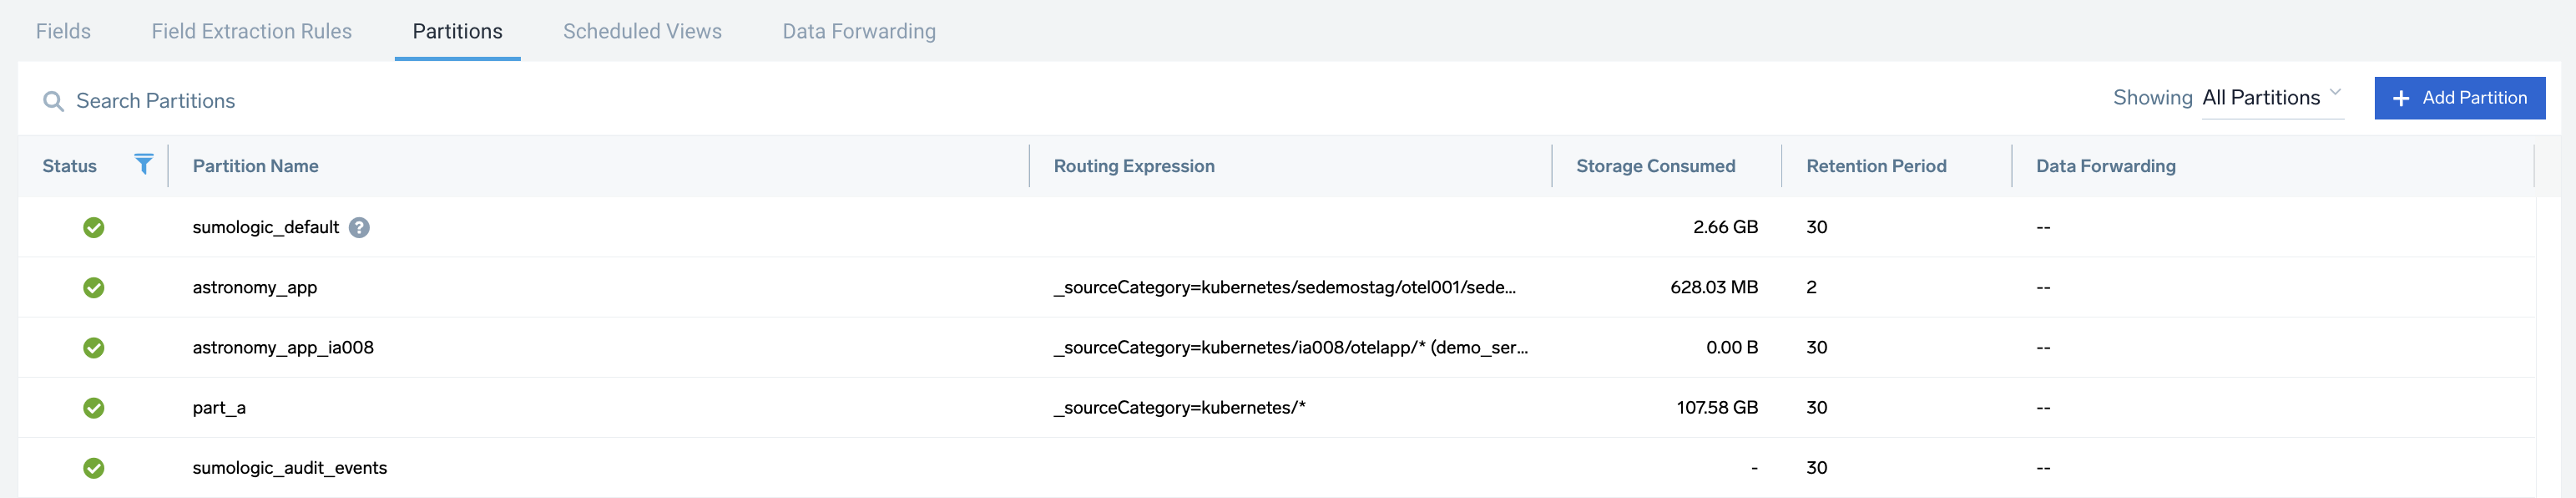 Fields Field Extraction Rules Partitions Scheduled Views Data Forwarding
Search Partitions Showing All Partitions + Add Partition
Status Partition Name Routing Expression Storage Consumed Retention Period Data Forwarding
sumologic_default ? 2.66 GB 30 --
astronomy_app _sourceCategory=kubernetes/sedemostag/otel001/sede... 628.03 MB 2 --
astronomy_app_ia008 _sourceCategory=kubernetes/ia008/otelapp/* (demo_ser... 0.00 B 30 --
part_a _sourceCategory=kubernetes/* 107.58 GB 30 --
sumologic_audit_events - 30 --